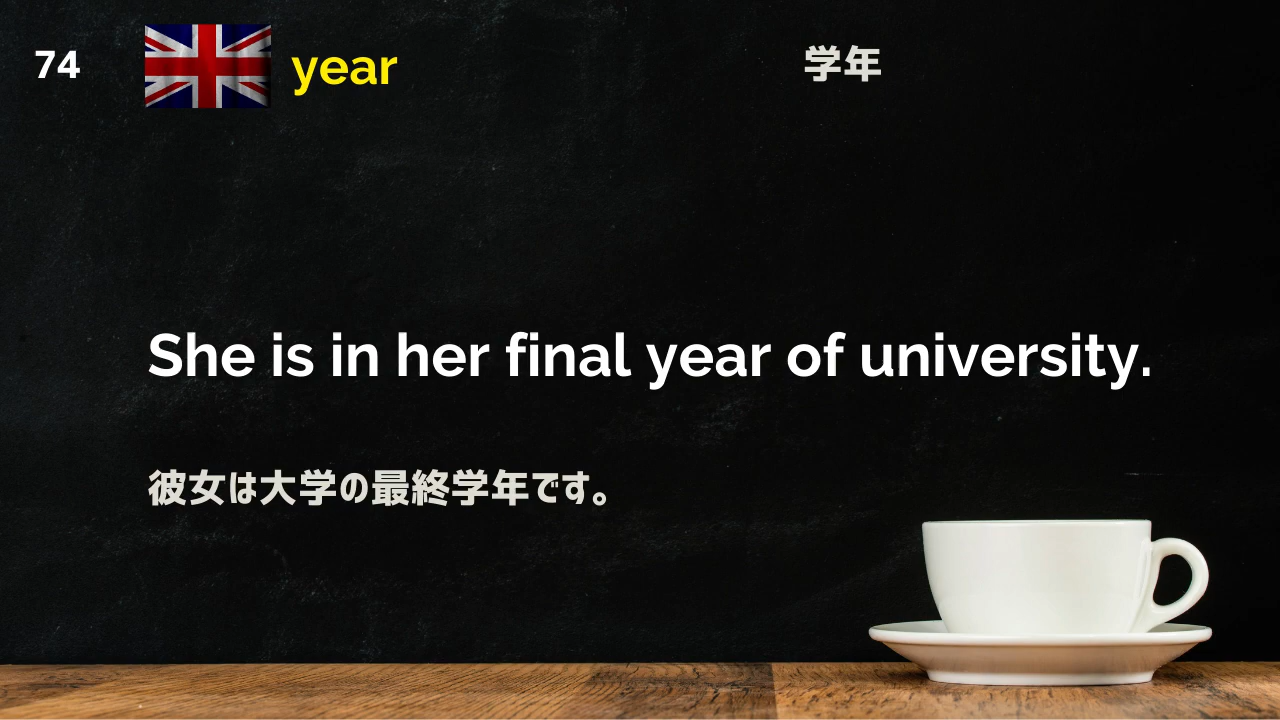 74 year 学年
She is in her final year of university.
彼女は大学の最終学年です。